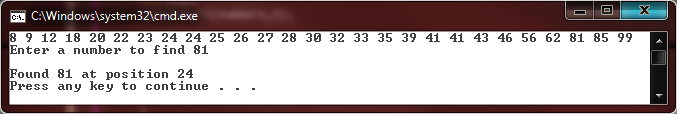 C:\Windows\system32\cmd.exe
8 9 12 18 20 22 23 24 24 25 26 27 28 30 32 33 35 39 41 41 43 46 56 62 81 85 99
Enter a number to find 81
Found 81 at position 24
Press any key to continue . . .